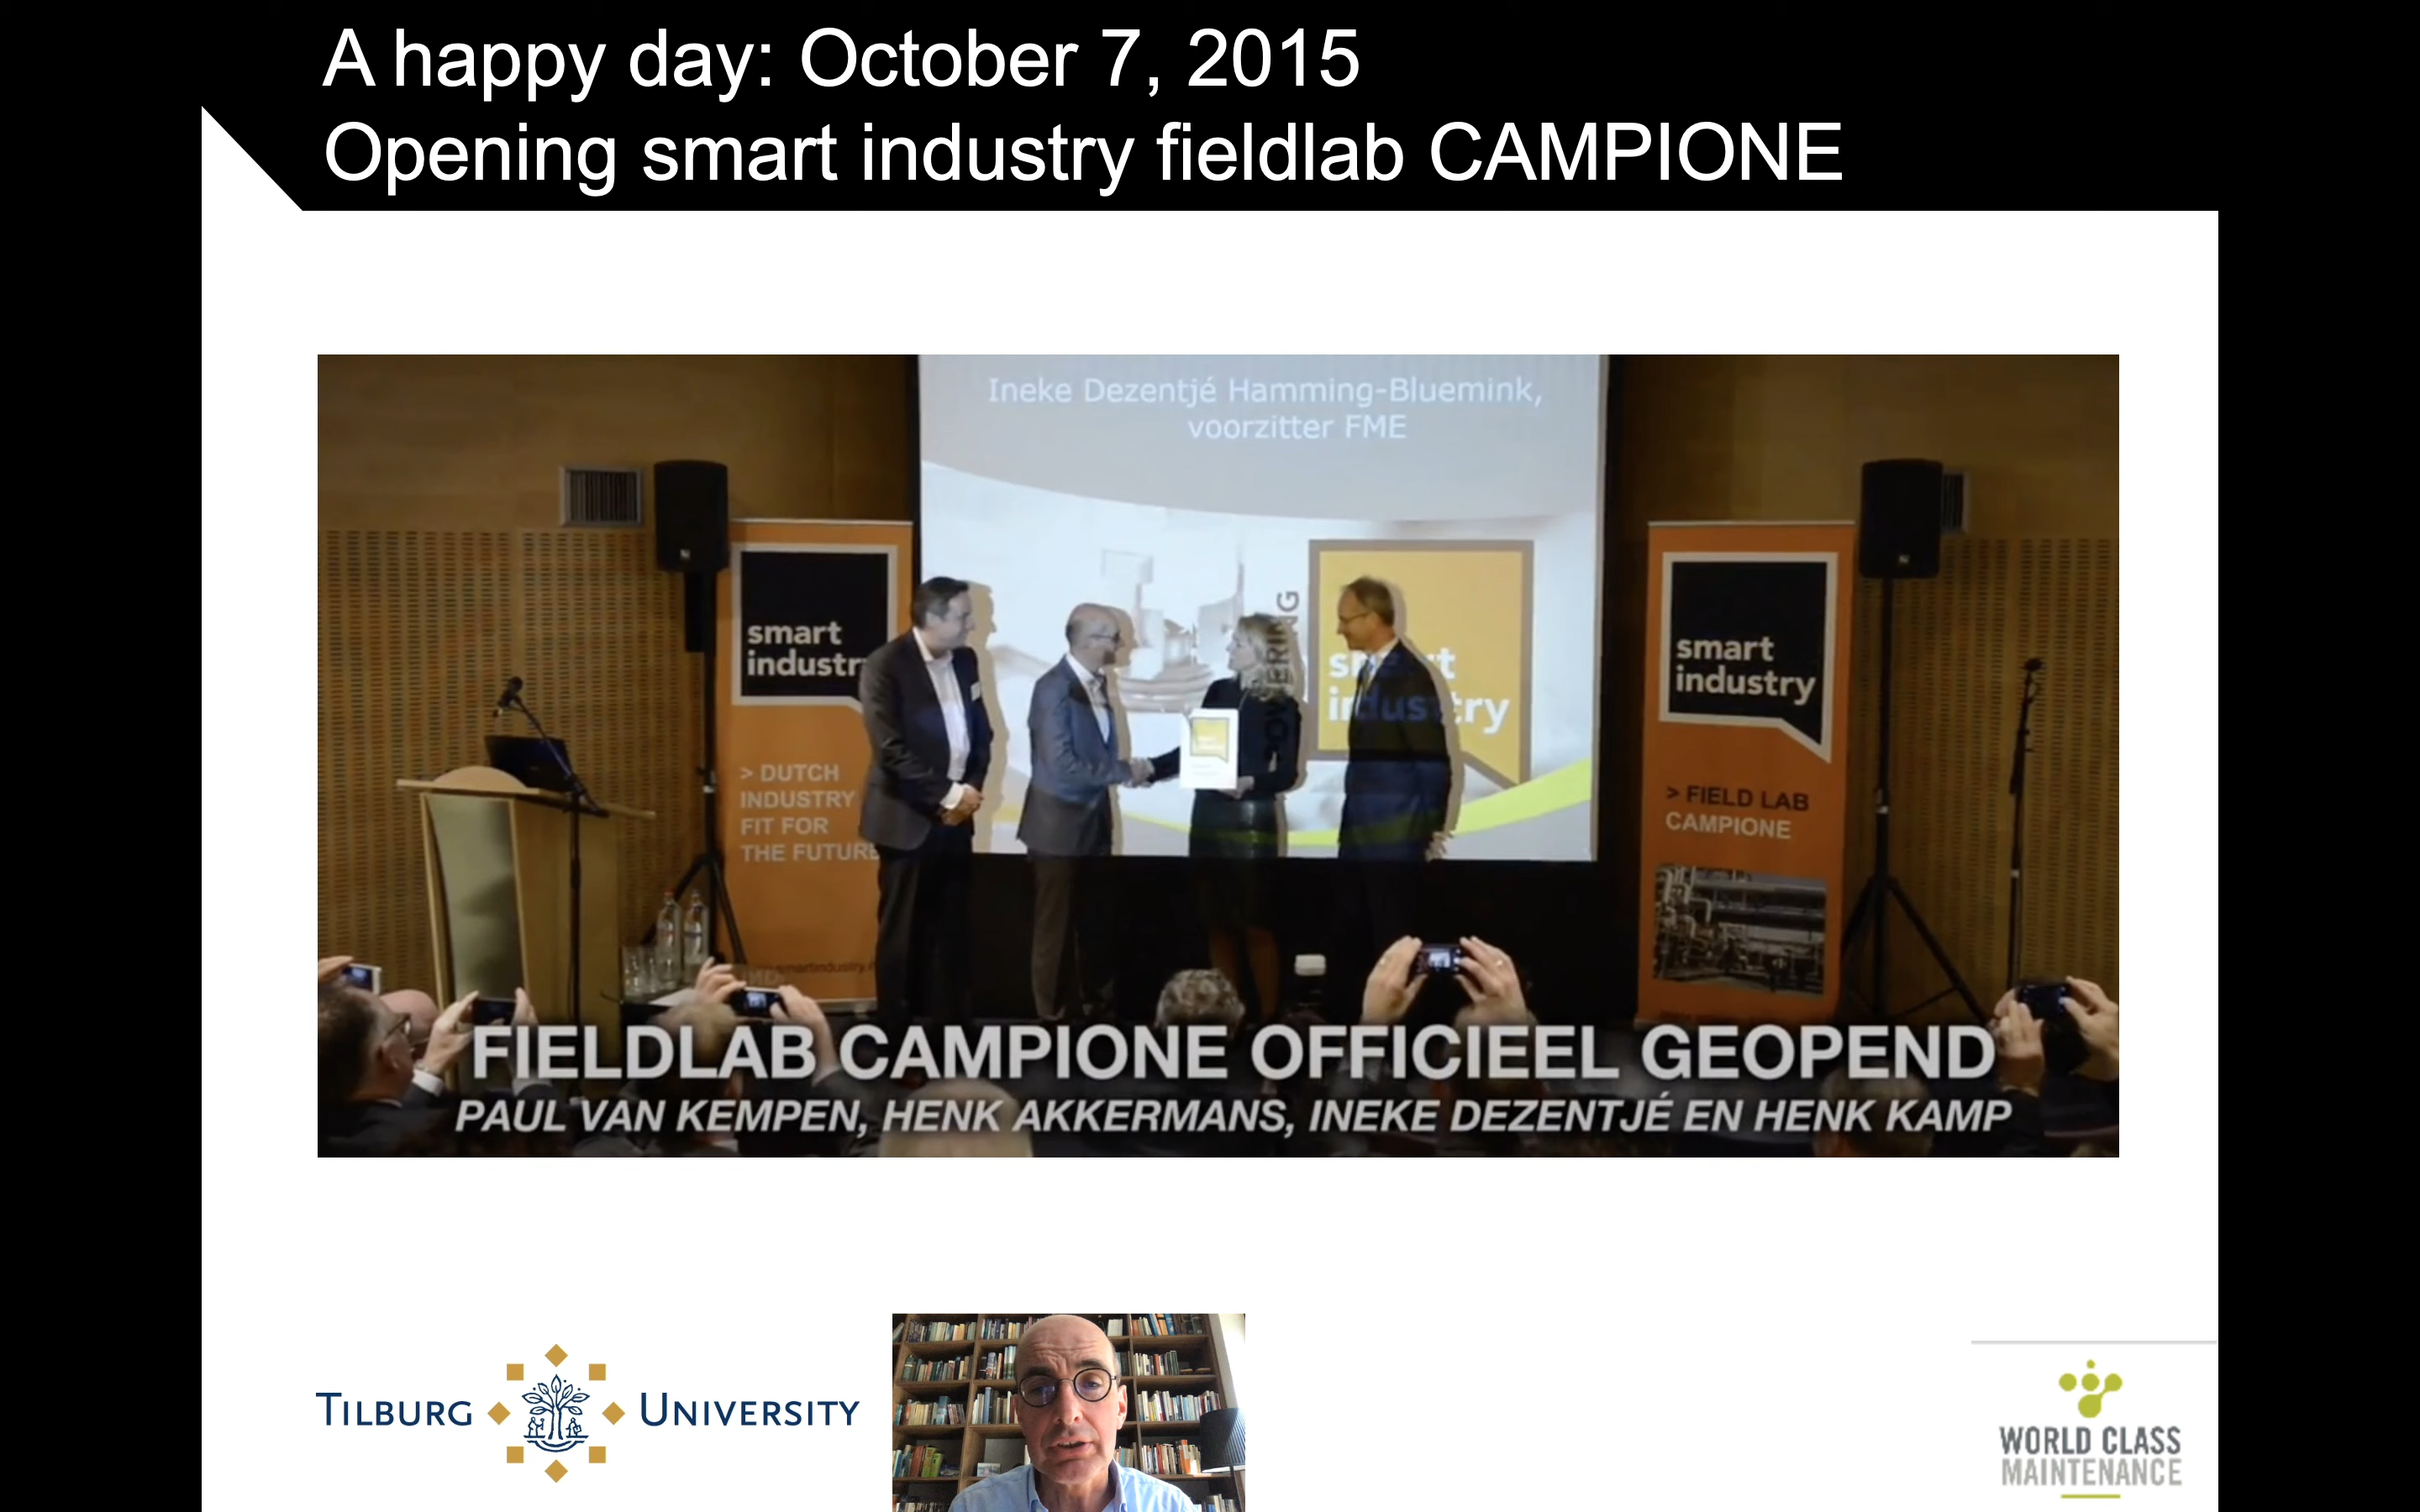 A happy day: October 7, 2015
Opening smart industry fieldlab CAMPIONE
Ineke Dezentjé Hamming-Bluemink,
voorzitter FME
smart
industr
> DUTCH
INDUSTRY
FIT FOR
THE FUTURE
smart
industry
smart
industry
> FIELD LAB
CAMPIONE
FIELDLAB CAMPIONE OFFICIEEL GEOPEND
PAUL VAN KEMPEN, HENK AKKERMANS, INEKE DEZENTJÉ EN HENK KAMP
TILBURG UNIVERSITY
WORLD CLASS
MAINTENANCE